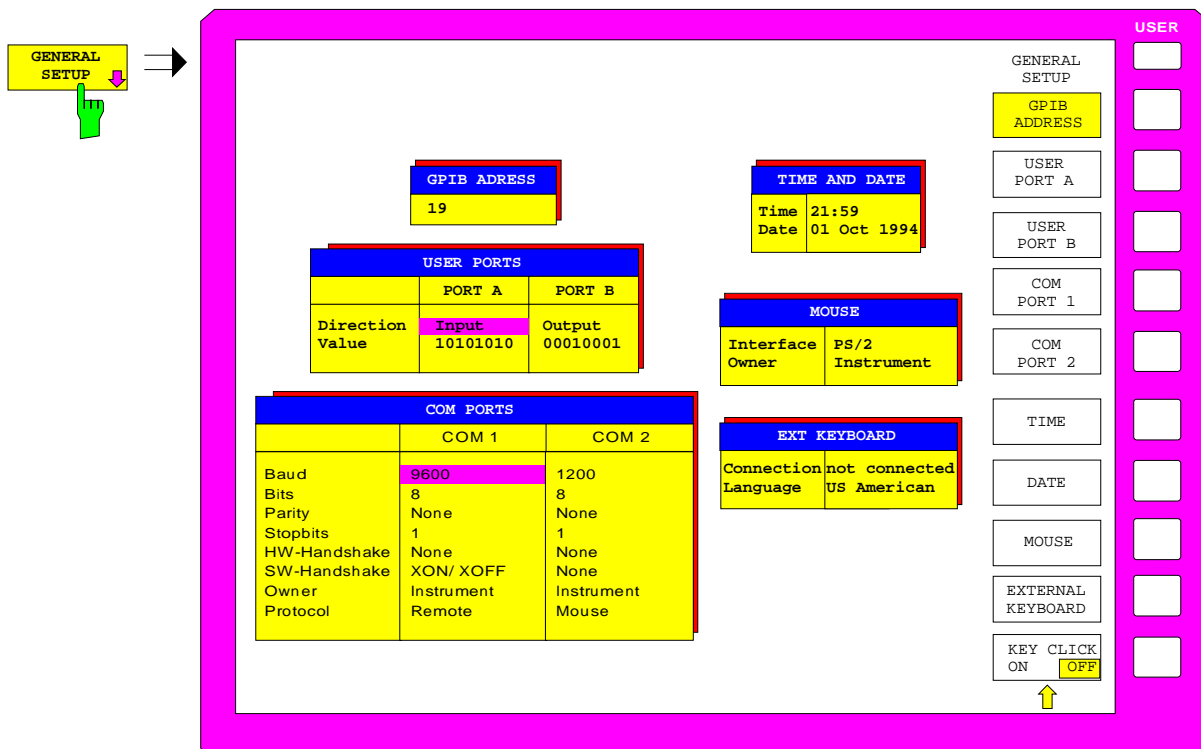 GENERAL
SETUP
USER
GPIB ADRESS
19
USER PORTS
PORT A PORT B
Direction Input Output
Value 10101010 00010001
COM PORTS
COM 1 COM 2
Baud 9600 1200
Bits 8 8
Parity None None
Stopbits 1 1
HW-Handshake None None
SW-Handshake XON/ XOFF None
Owner Instrument Instrument
Protocol Remote Mouse
TIME AND DATE
Time 21:59
Date 01 Oct 1994
MOUSE
Interface PS/2
Owner Instrument
EXT KEYBOARD
Connection not connected
Language US American
GENERAL
SETUP
GPIB
ADDRESS
USER
PORT A
USER
PORT B
COM
PORT 1
COM
PORT 2
TIME
DATE
MOUSE
EXTERNAL
KEYBOARD
KEY CLICK
ON OFF